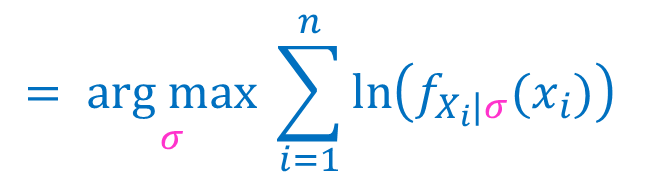 = arg max_σ ∑_{i=1}^{n} ln(f_{X_i|σ}(x_i))